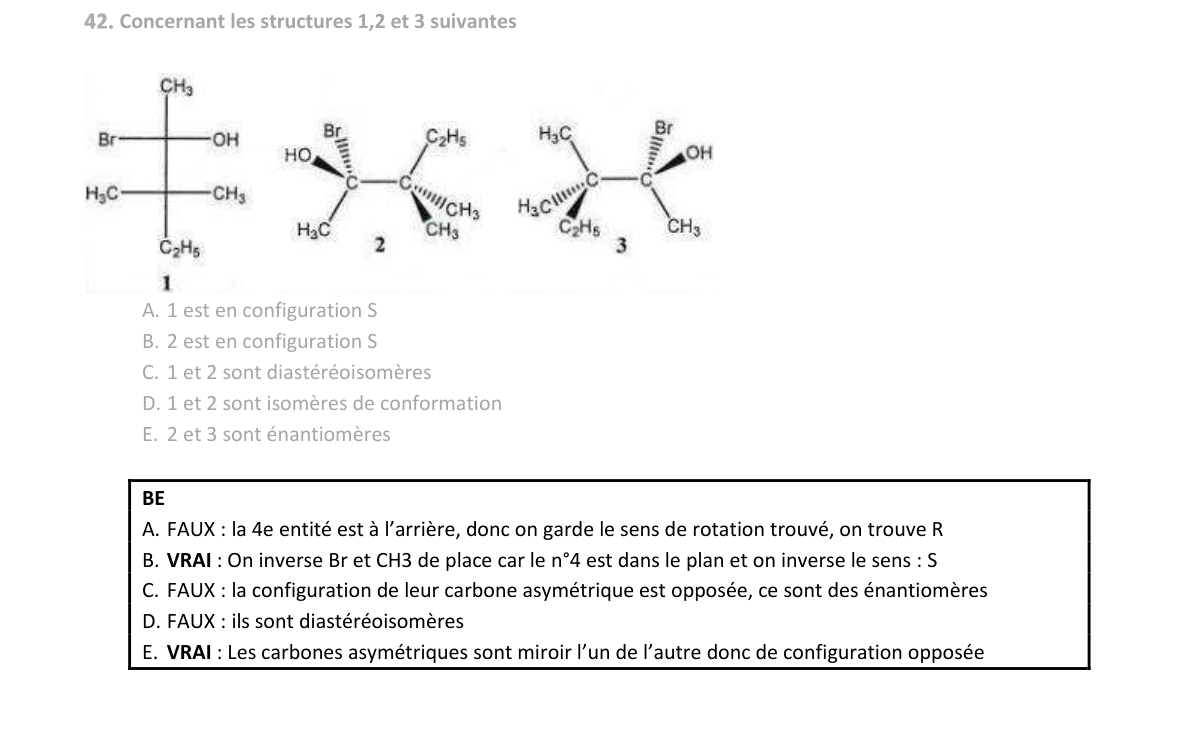 42. Concernant les structures 1,2 et 3 suivantes
CH3
Br OH
H3C CH3
C2H5
1
Br
HO C2H5
C C
CH3
H3C CH3
2
H3C Br
OH
C C
H3C
C2H5 CH3
3
A. 1 est en configuration S
B. 2 est en configuration S
C. 1 et 2 sont diastéréoisomères
D. 1 et 2 sont isomères de conformation
E. 2 et 3 sont énantiomères
BE
A. FAUX : la 4e entité est à l’arrière, donc on garde le sens de rotation trouvé, on trouve R
B. VRAI : On inverse Br et CH3 de place car le n°4 est dans le plan et on inverse le sens : S
C. FAUX : la configuration de leur carbone asymétrique est opposée, ce sont des énantiomères
D. FAUX : ils sont diastéréoisomères
E. VRAI : Les carbones asymétriques sont miroir l’un de l’autre donc de configuration opposée